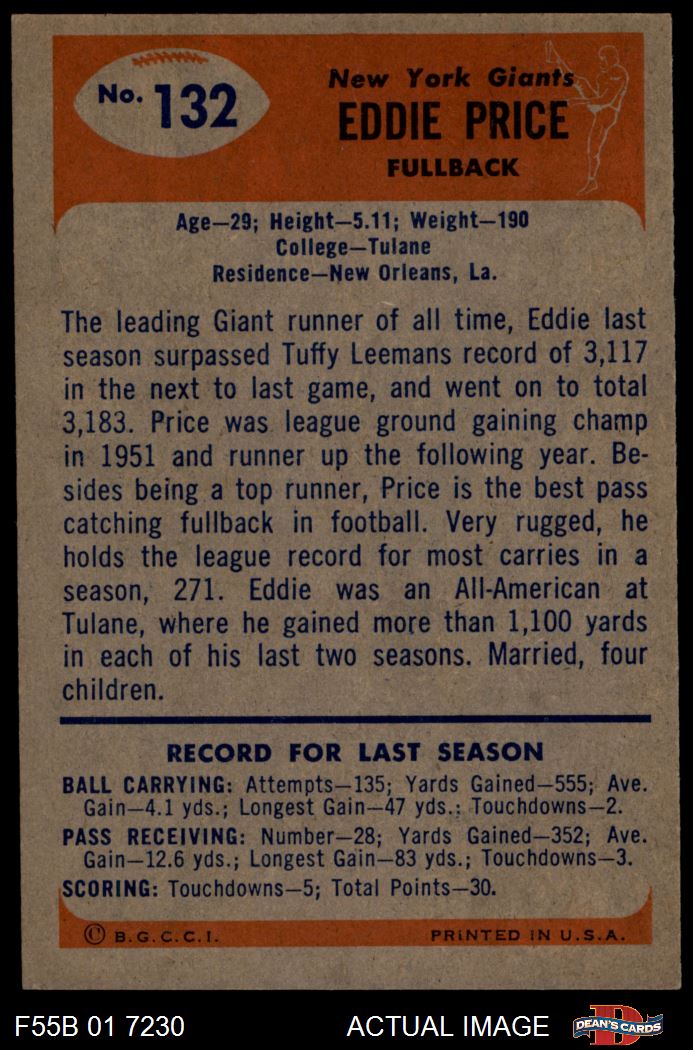 No. 132
New York Giants
EDDIE PRICE
FULLBACK
Age—29; Height—5.11; Weight—190
College—Tulane
Residence—New Orleans, La.
The leading Giant runner of all time, Eddie last
season surpassed Tuffy Leemans record of 3,117
in the next to last game, and went on to total
3,183. Price was league ground gaining champ
in 1951 and runner up the following year. Be-
sides being a top runner, Price is the best pass
catching fullback in football. Very rugged, he
holds the league record for most carries in a
season, 271. Eddie was an All-American at
Tulane, where he gained more than 1,100 yards
in each of his last two seasons. Married, four
children.
RECORD FOR LAST SEASON
BALL CARRYING: Attempts—135; Yards Gained—555; Ave.
Gain—4.1 yds.; Longest Gain—47 yds.; Touchdowns—2.
PASS RECEIVING: Number—28; Yards Gained—352; Ave.
Gain—12.6 yds.; Longest Gain—83 yds.; Touchdowns—3.
SCORING: Touchdowns—5; Total Points—30.
© B.G.C.C.I. PRINTED IN U.S.A.
F55B 01 7230 ACTUAL IMAGE D DEAN'S CARDS